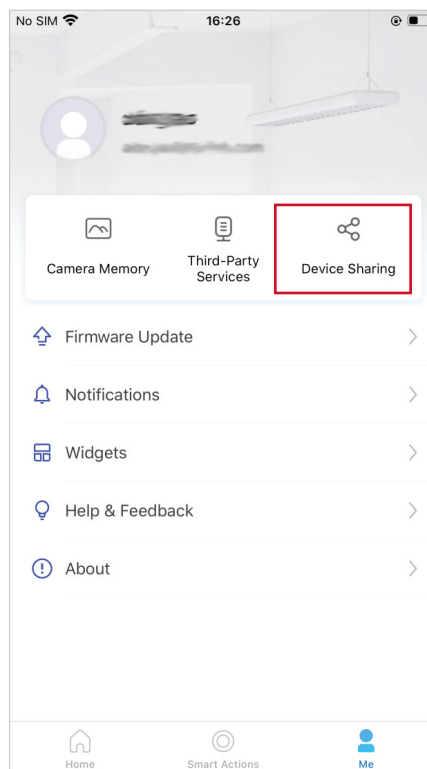 No SIM 16:26
Camera Memory
Third-Party
Services
Device Sharing
Firmware Update
Notifications
Widgets
Help & Feedback
About
Home
Smart Actions
Me